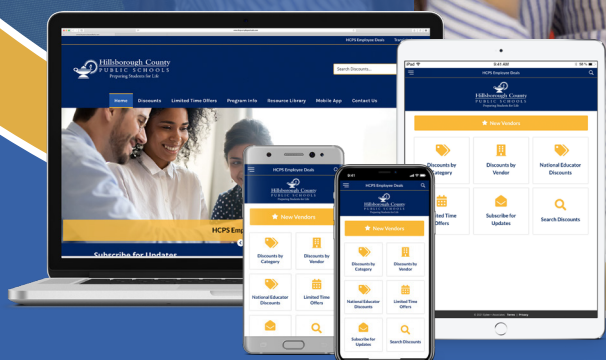 HCPS Employee Deals
Hillsborough County
PUBLIC SCHOOLS
Preparing Students for Life
Search Discounts...
Home Discounts Limited Time Offers Program Info Resource Library Mobile App Contact Us
HCPS Emp
Subscribe for Updates
HCPS Employee Deals
Hillsborough County
PUBLIC SCHOOLS
New Vendors
Discounts by
Category
Discounts by
Vendor
National Educator
Discounts
Limited Time
Offers
9:41
HCPS Employee Deals
Hillsborough County
PUBLIC SCHOOLS
New Vendors
Discounts by
Category
Discounts by
Vendor
National Educator
Discounts
Limited Time
Offers
Subscribe for
Updates
Search Discounts
iPad 9:41 AM
HCPS Employee Deals
Hillsborough County
PUBLIC SCHOOLS
Preparing Students for Life
New Vendors
Discounts by
Category
Discounts by
Vendor
National Educator
Discounts
ited Time
Offers
Subscribe for
Updates
Search Discounts
Terms | Privacy